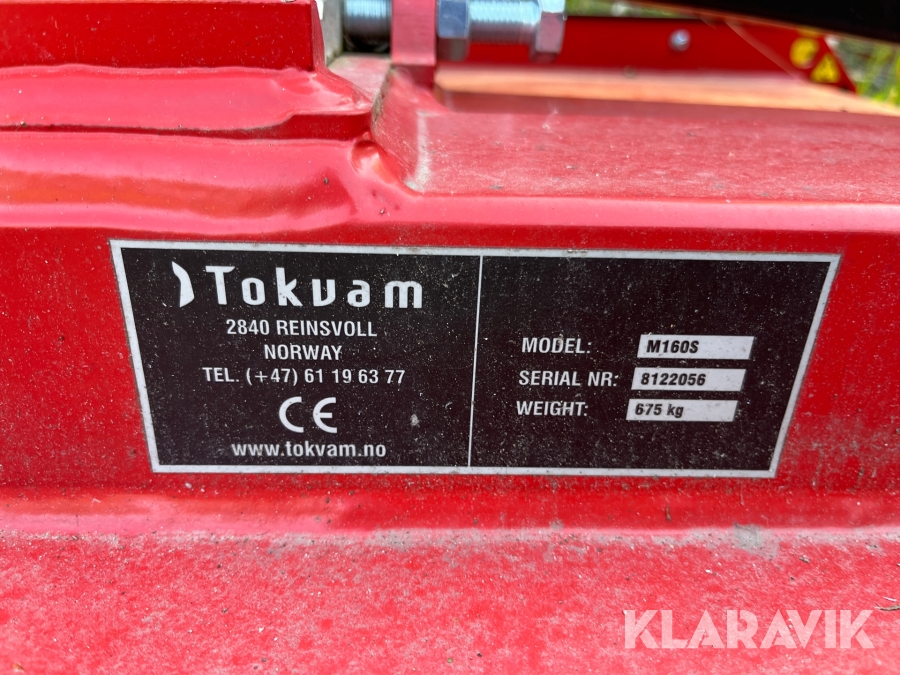 Tokvam
2840 REINSVOLL
NORWAY
TEL. (+47) 61 19 63 77
CE
www.tokvam.no
MODEL: M160S
SERIAL NR: 8122056
WEIGHT: 675 kg
KLARAVIK